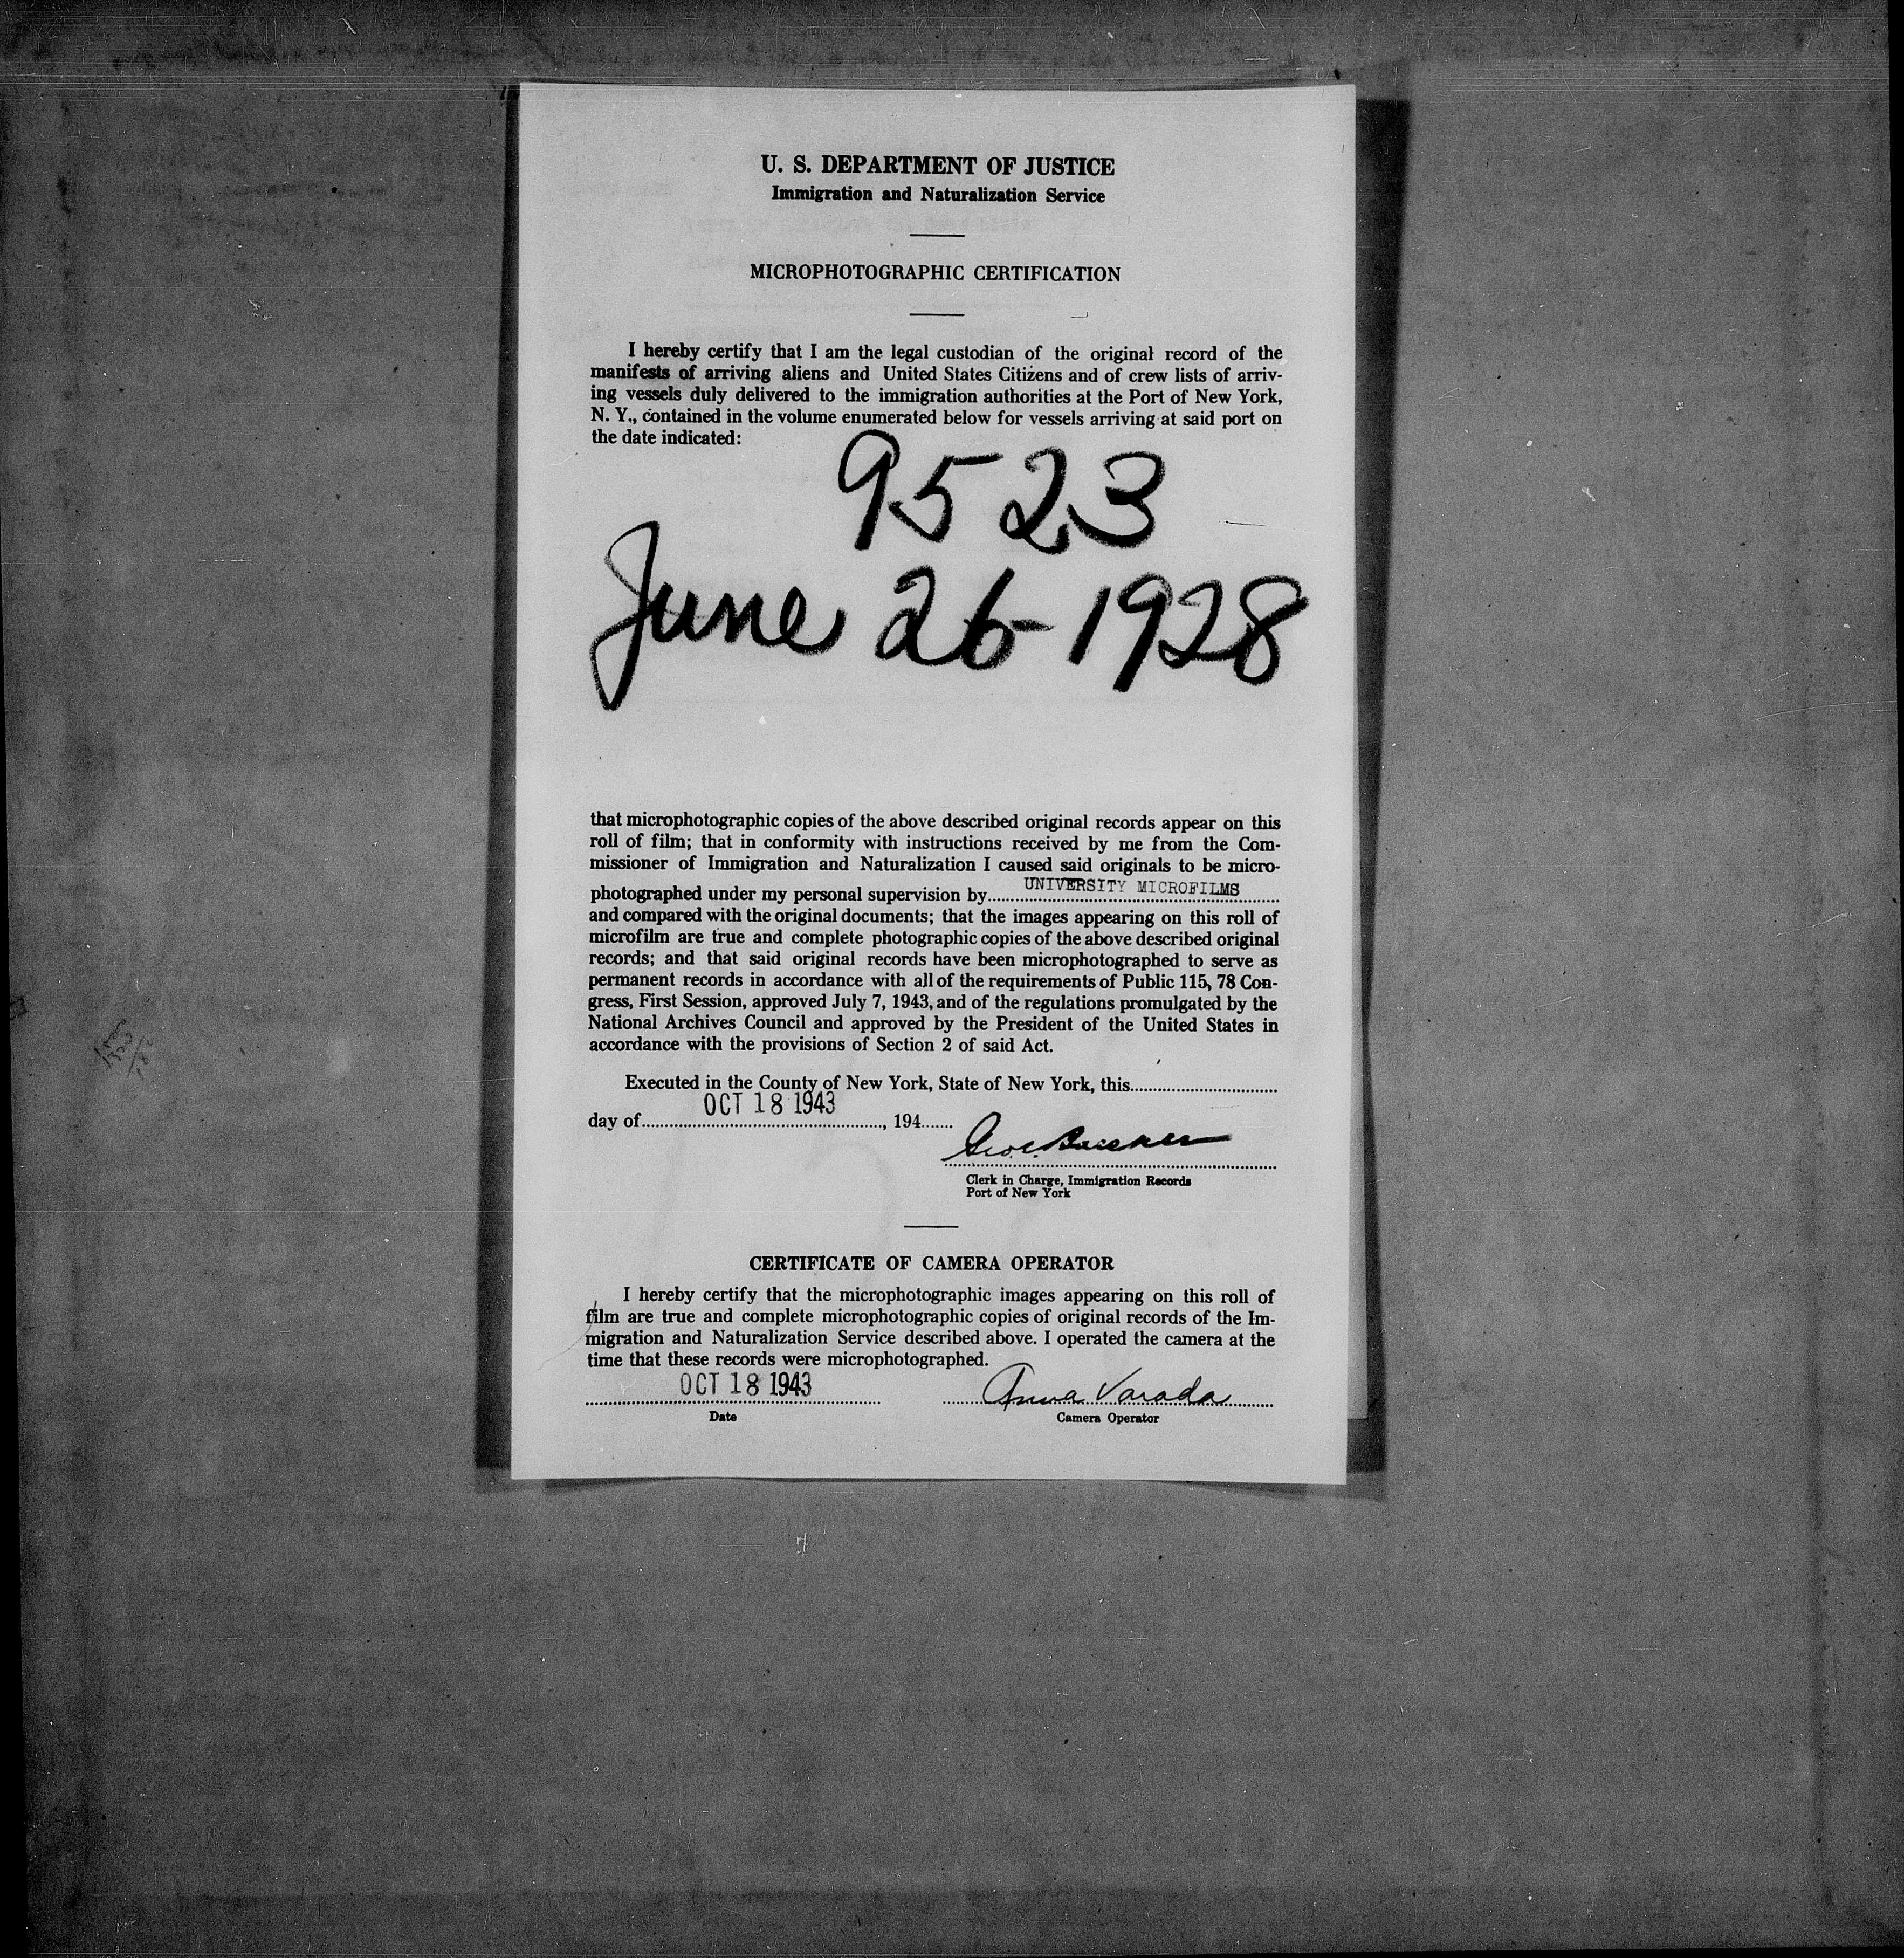 U. S. DEPARTMENT OF JUSTICE
Immigration and Naturalization Service
MICROPHOTOGRAPHIC CERTIFICATION
I hereby certify that I am the legal custodian of the original record of the
manifests of arriving aliens and United States Citizens and of crew lists of arriv-
ing vessels duly delivered to the immigration authorities at the Port of New York,
N. Y., contained in the volume enumerated below for vessels arriving at said port on
the date indicated:
9523
June 26-1928
that microphotographic copies of the above described original records appear on this
roll of film; that in conformity with instructions received by me from the Com-
missioner of Immigration and Naturalization I caused said originals to be micro-
photographed under my personal supervision by UNIVERSITY MICROFILMS
and compared with the original documents; that the images appearing on this roll of
microfilm are true and complete photographic copies of the above described original
records; and that said original records have been microphotographed to serve as
permanent records in accordance with all of the requirements of Public 115, 78 Con-
gress, First Session, approved July 7, 1943, and of the regulations promulgated by the
National Archives Council and approved by the President of the United States in
accordance with the provisions of Section 2 of said Act.
Executed in the County of New York, State of New York, this
day of OCT 18 1943, 194
Clerk in Charge, Immigration Records
Port of New York
CERTIFICATE OF CAMERA OPERATOR
I hereby certify that the microphotographic images appearing on this roll of
film are true and complete microphotographic copies of original records of the Im-
migration and Naturalization Service described above. I operated the camera at the
time that these records were microphotographed.
OCT 18 1943 Anna Varada
Date Camera Operator